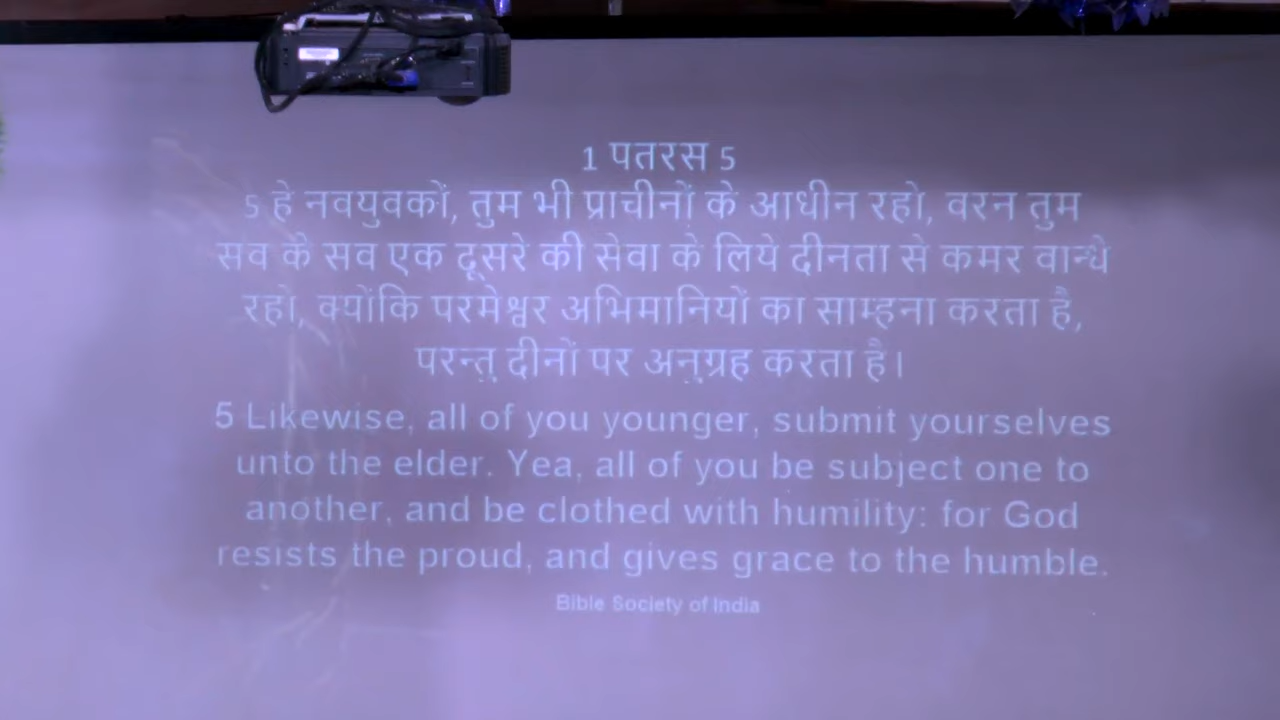 1 पतरस 5
5 हे नवयुवकों, तुम भी प्राचीनों के आधीन रहो, वरन तुम
सब के सब एक दूसरे की सेवा के लिये दीनता से कमर बान्धे
रहो, क्योंकि परमेश्वर अभिमानियों का साम्हना करता है,
परन्तु दीनों पर अनुग्रह करता है।
5 Likewise, all of you younger, submit yourselves
unto the elder. Yea, all of you be subject one to
another, and be clothed with humility: for God
resists the proud, and gives grace to the humble.
Bible Society of India